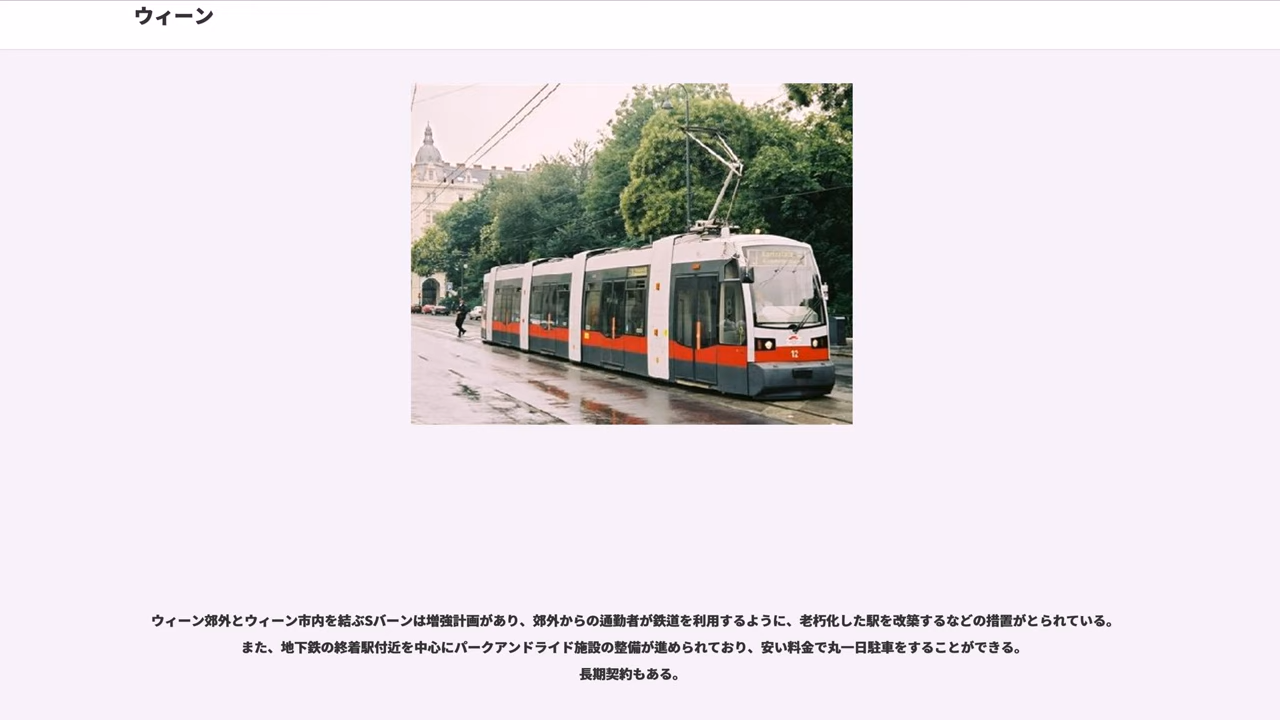 ウィーン
12
ウィーン郊外とウィーン市内を結ぶSバーンは増強計画があり、郊外からの通勤者が鉄道を利用するように、老朽化した駅を改築するなどの措置がとられている。
また、地下鉄の終着駅付近を中心にパークアンドライド施設の整備が進められており、安い料金で丸一日駐車をすることができる。
長期契約もある。